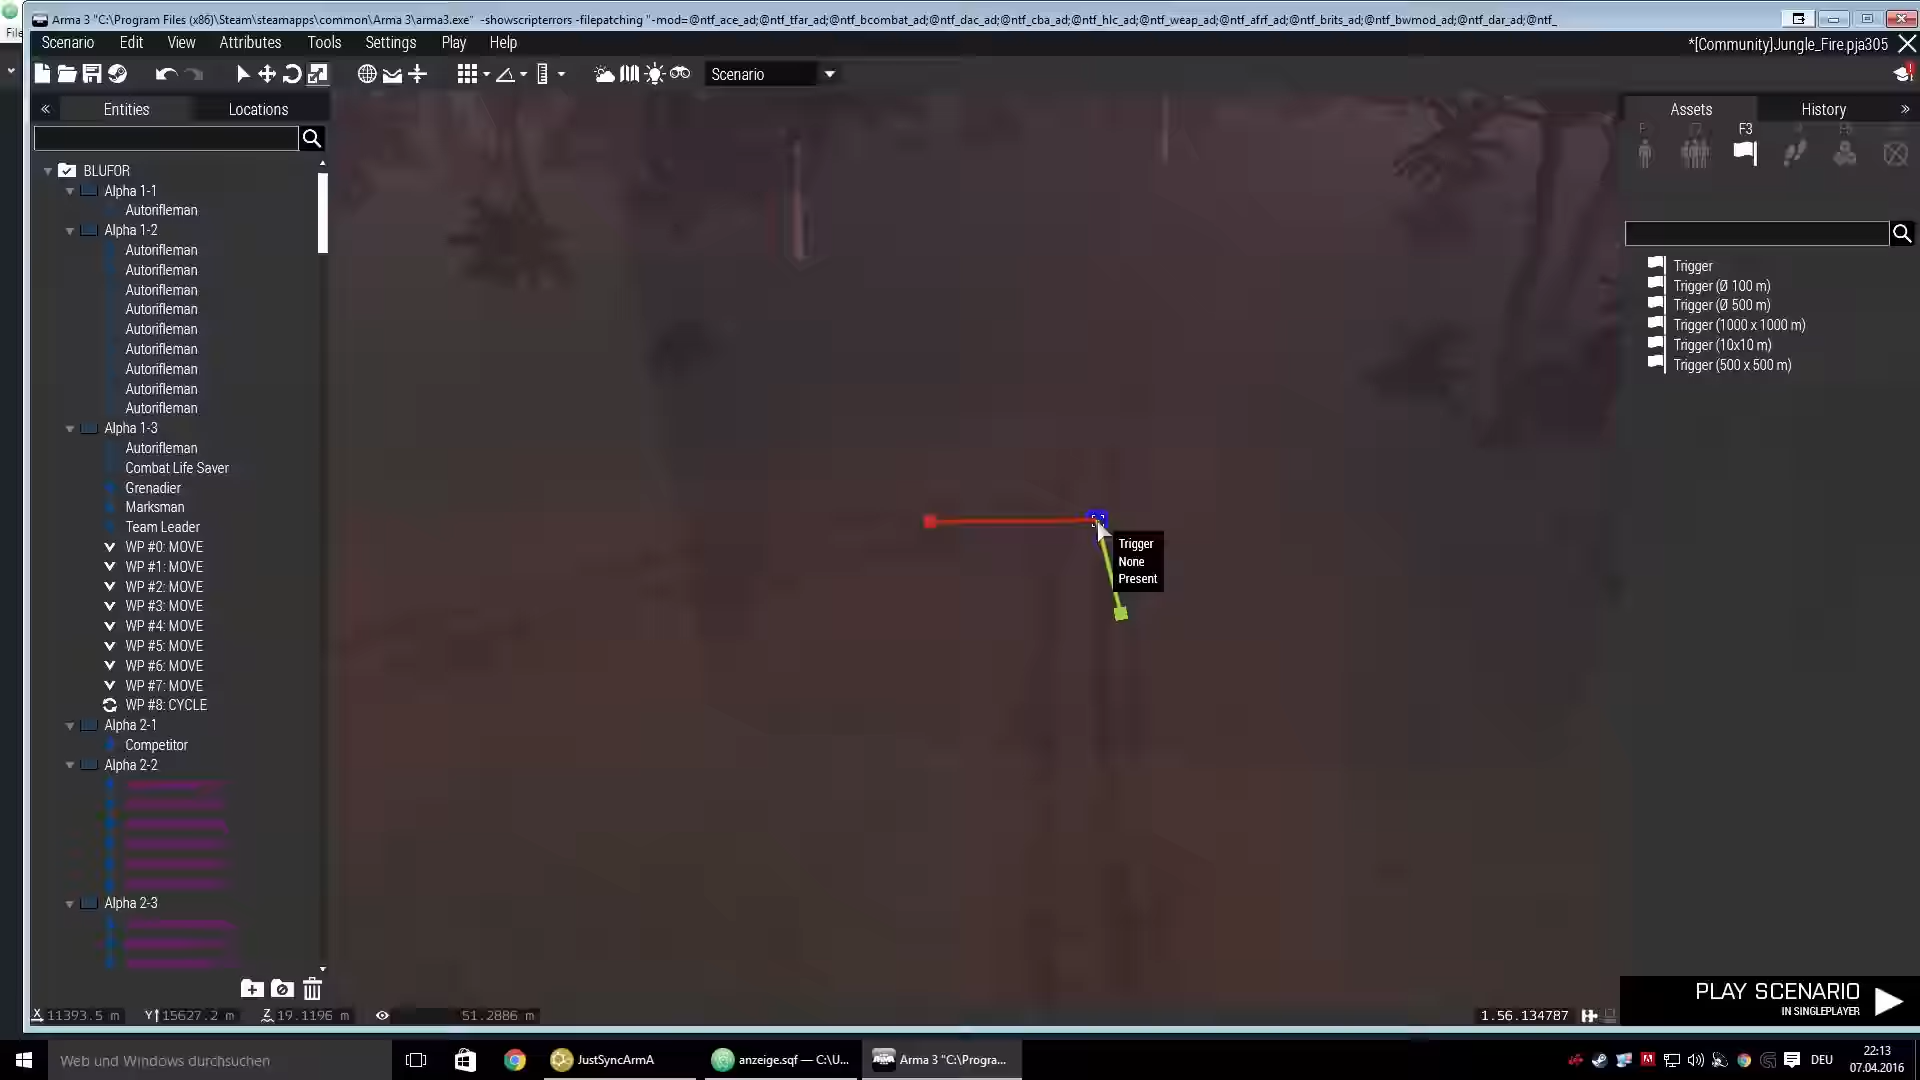 Arma 3 "C:\Program Files (x86)\Steam\steamapps\common\Arma 3\arma3.exe" -showscripterrors -filepatching "-mod=@ntf_ace_ad;@ntf_tfar_ad;@ntf_bcombat_ad;@ntf_dac_ad;@ntf_cba_ad;@ntf_hlc_ad;@ntf_weap_ad;@ntf_afrf_ad;@ntf_brits_ad;@ntf_bwmod_ad;@ntf_dar_ad;@ntf_
File
Scenario Edit View Attributes Tools Settings Play Help
*[Community]Jungle_Fire.pja305
Scenario
Entities Locations
Assets History
F3
BLUFOR
Alpha 1-1
Autorifleman
Alpha 1-2
Autorifleman
Autorifleman
Autorifleman
Autorifleman
Autorifleman
Autorifleman
Autorifleman
Autorifleman
Autorifleman
Alpha 1-3
Autorifleman
Combat Life Saver
Grenadier
Marksman
Team Leader
WP #0: MOVE
WP #1: MOVE
WP #2: MOVE
WP #3: MOVE
WP #4: MOVE
WP #5: MOVE
WP #6: MOVE
WP #7: MOVE
WP #8: CYCLE
Alpha 2-1
Competitor
Alpha 2-2
Alpha 2-3
Trigger
None
Present
Trigger
Trigger (Ø 100 m)
Trigger (Ø 500 m)
Trigger (1000 x 1000 m)
Trigger (10x10 m)
Trigger (500 x 500 m)
PLAY SCENARIO
IN SINGLEPLAYER
X 11393.5 m Y 15627.2 m Z 19.1196 m 51.2886 m
1.56.134787
Web und Windows durchsuchen
JustSyncArmA
anzeige.sqf — C:\U...
Arma 3 "C:\Progra...
DEU
22:13
07.04.2016